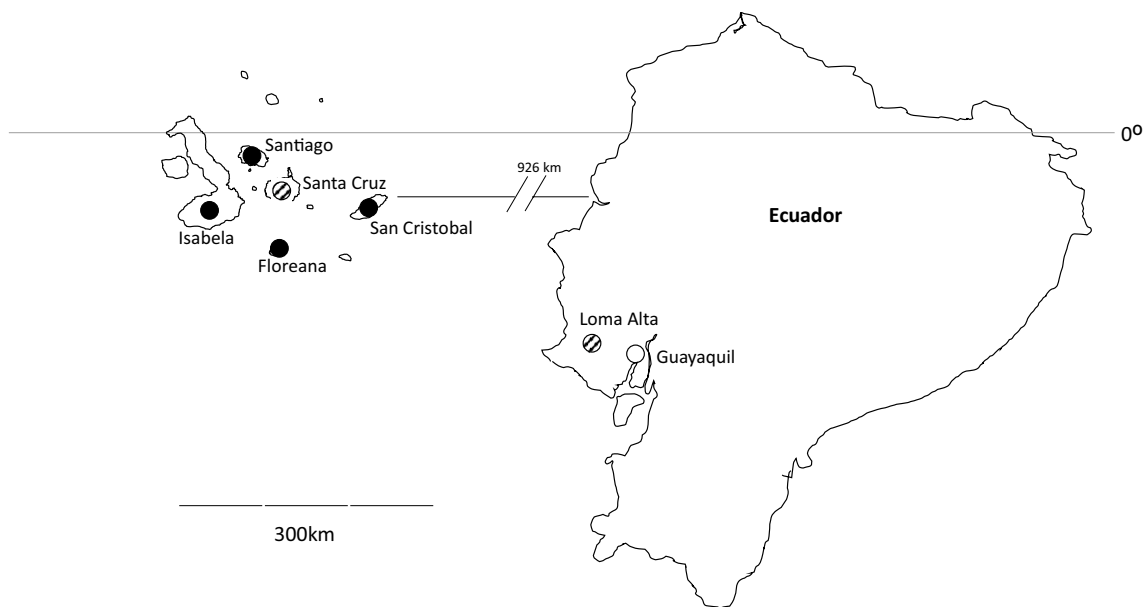 0º
Santiago
926 km
Santa Cruz
Ecuador
San Cristobal
Isabela
Floreana
Loma Alta
Guayaquil
300km